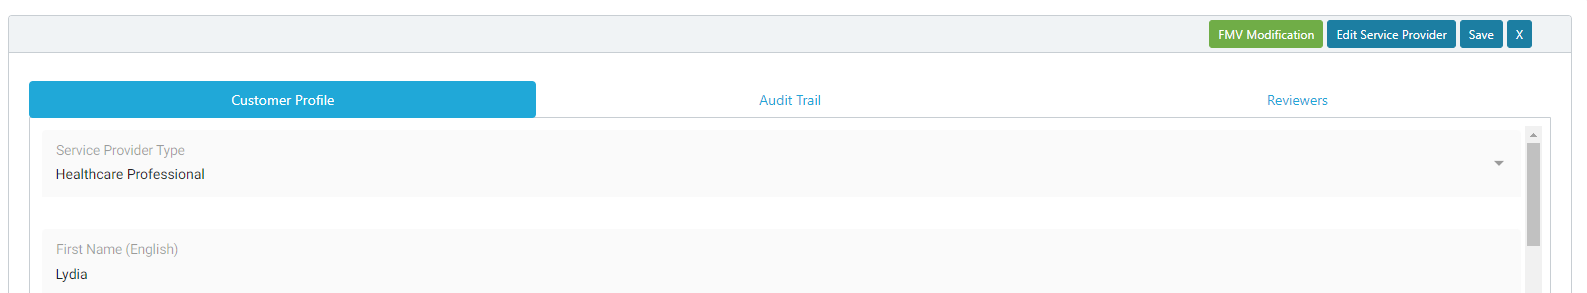 FMV Modification Edit Service Provider Save X
Customer Profile Audit Trail Reviewers
Service Provider Type
Healthcare Professional
First Name (English)
Lydia